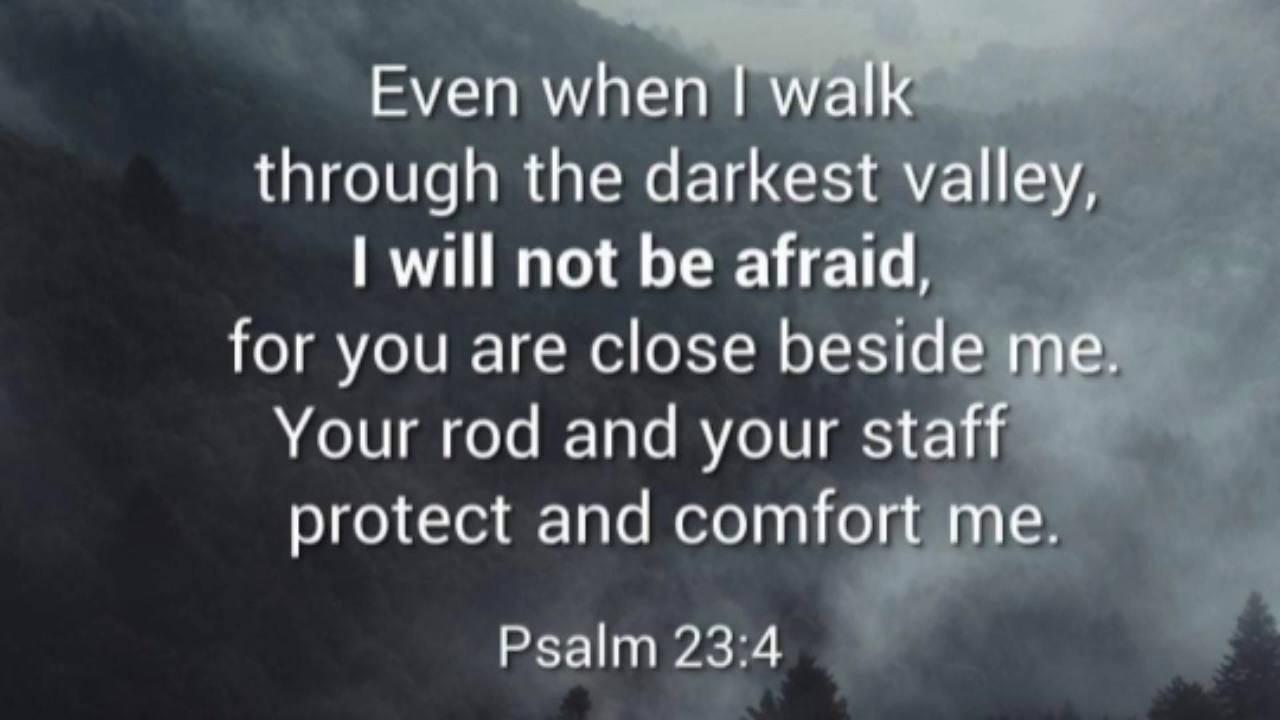 Even when I walk
through the darkest valley,
I will not be afraid,
for you are close beside me.
Your rod and your staff
protect and comfort me.
Psalm 23:4